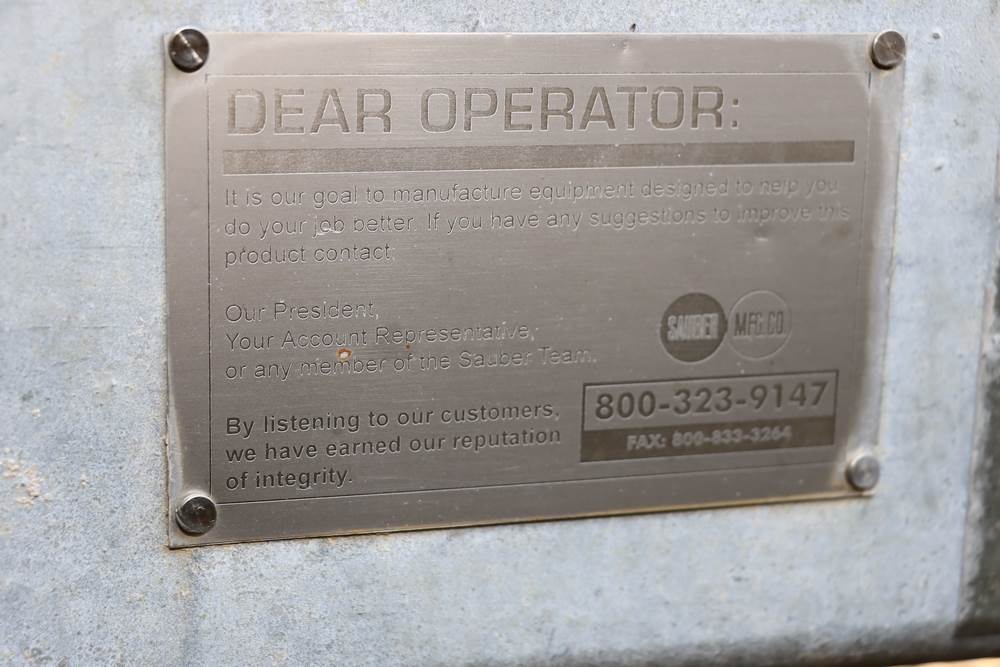 DEAR OPERATOR:
It is our goal to manufacture equipment designed to help you
do your job better. If you have any suggestions to improve this
product contact:
Our President,
Your Account Representative,
or any member of the Sauber Team.
SAUBER MFG.CO
By listening to our customers,
we have earned our reputation
of integrity.
800-323-9147
FAX: 800-833-3264